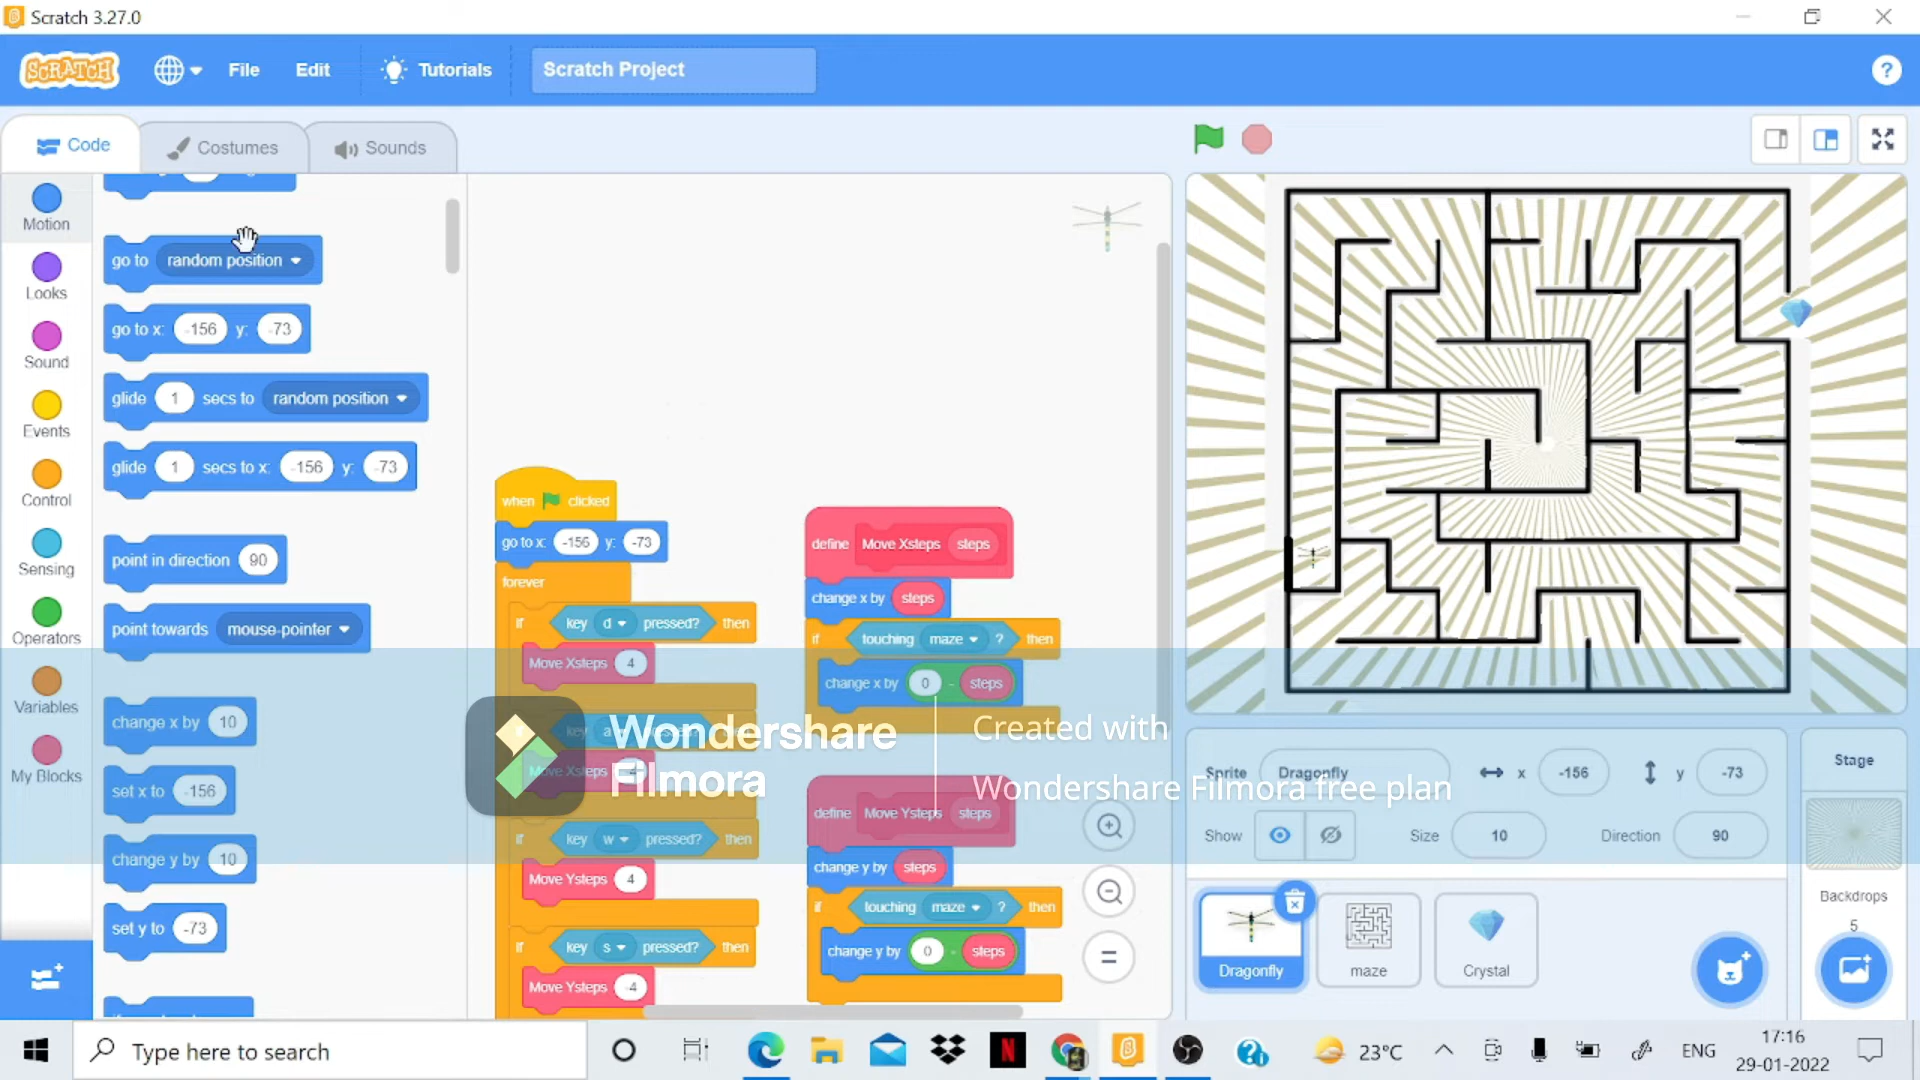 Scratch 3.27.0
SCRATCH
File
Edit
Tutorials
Scratch Project
?
Code
Costumes
Sounds
Motion
Looks
Sound
Events
Control
Sensing
Operators
Variables
My Blocks
go to random position
go to x: -156 y: -73
glide 1 secs to random position
glide 1 secs to x: -156 y: -73
point in direction 90
point towards mouse-pointer
change x by 10
set x to -156
change y by 10
set y to -73
when clicked
go to x: -156 y: -73
forever
if key d pressed? then
Move Xsteps 4
key a pressed? then
Move Xsteps -4
if key w pressed? then
Move Ysteps 4
if key s pressed? then
Move Ysteps -4
define Move Xsteps steps
change x by steps
if touching maze ? then
change x by 0 - steps
define Move Ysteps steps
change y by steps
if touching maze ? then
change y by 0 - steps
Wondershare
Filmora
Created with
Wondershare Filmora free plan
Sprite Dragonfly x -156 y -73
Show Size 10 Direction 90
Dragonfly
maze
Crystal
Stage
Backdrops
5
Type here to search
N
23°C
ENG
17:16
29-01-2022